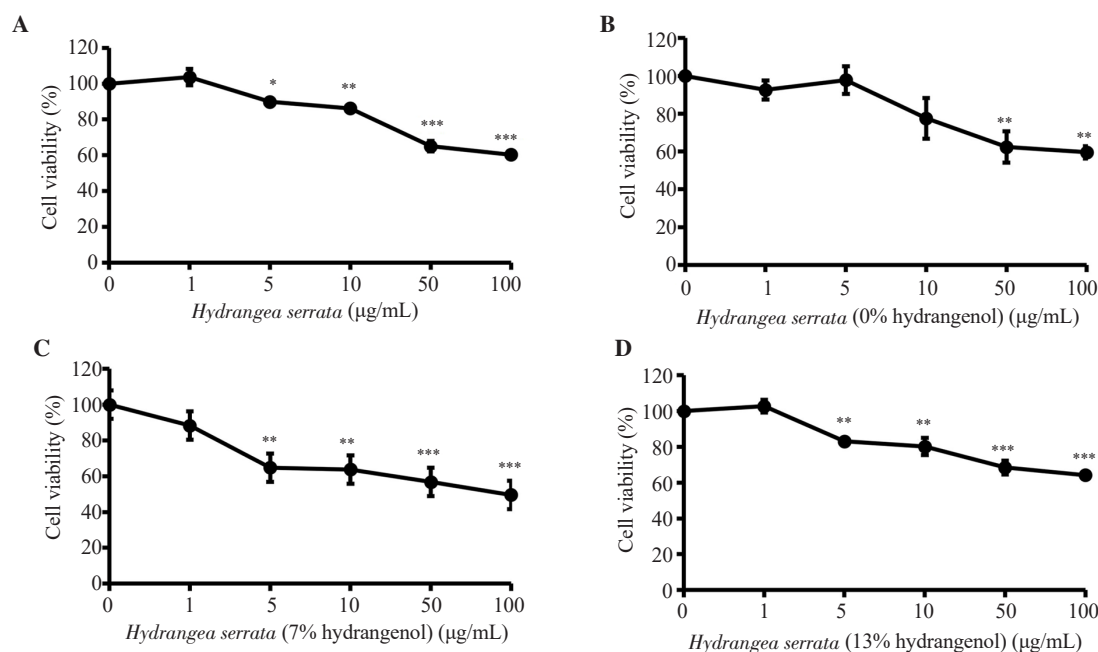 A
120
100
80
60
40
20
0
Cell viability (%)
* ** *** ***
0 1 5 10 50 100
Hydrangea serrata (μg/mL)
B
120
100
80
60
40
20
0
Cell viability (%)
** **
0 1 5 10 50 100
Hydrangea serrata (0% hydrangenol) (μg/mL)
C
120
100
80
60
40
20
0
Cell viability (%)
** ** *** ***
0 1 5 10 50 100
Hydrangea serrata (7% hydrangenol) (μg/mL)
D
120
100
80
60
40
20
0
Cell viability (%)
** ** *** ***
0 1 5 10 50 100
Hydrangea serrata (13% hydrangenol) (μg/mL)